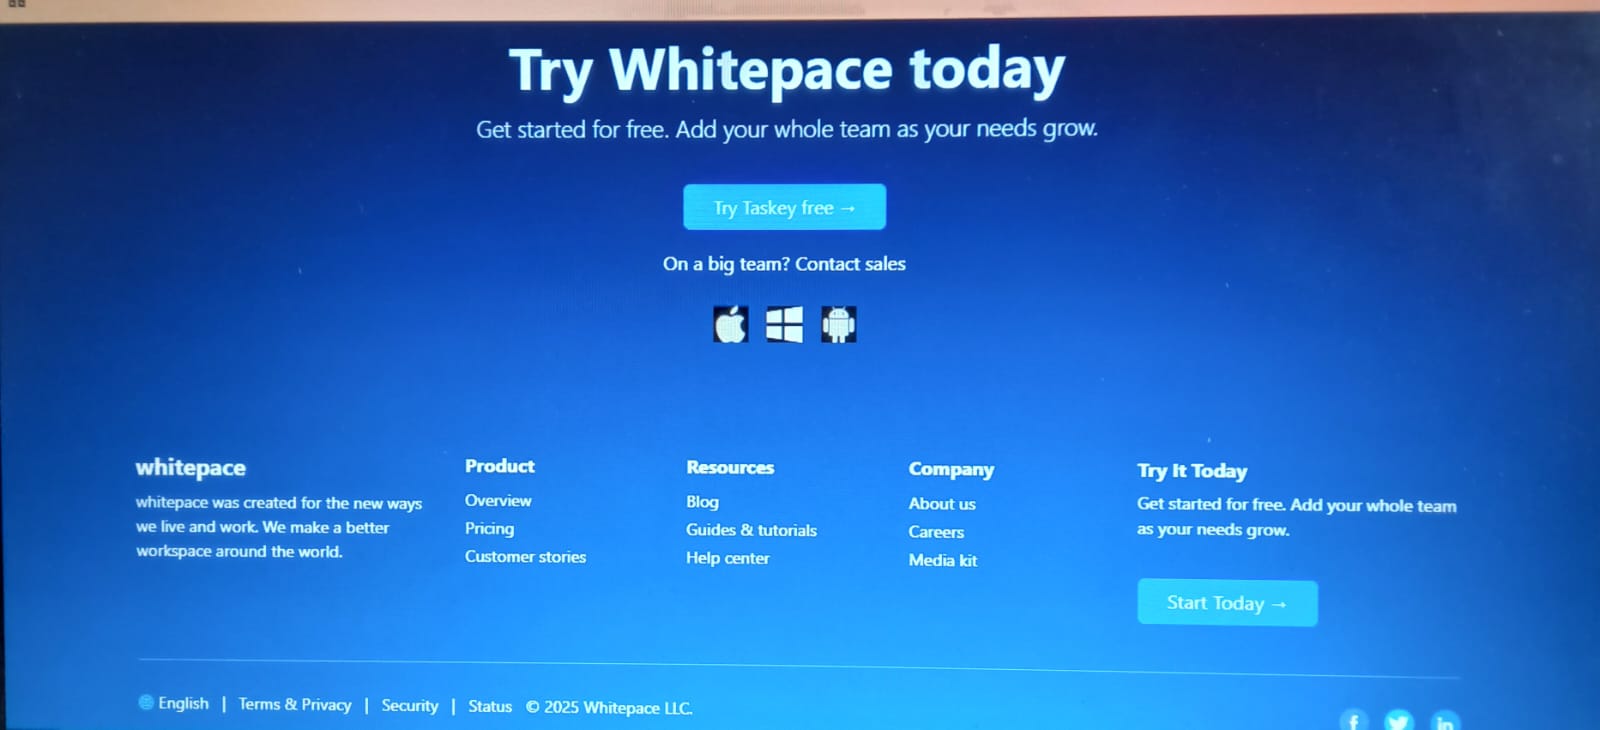 Try Whitepace today
Get started for free. Add your whole team as your needs grow.
Try Taskey free →
On a big team? Contact sales
whitepace
whitepace was created for the new ways
we live and work. We make a better
workspace around the world.
Product
Overview
Pricing
Customer stories
Resources
Blog
Guides & tutorials
Help center
Company
About us
Careers
Media kit
Try It Today
Get started for free. Add your whole team
as your needs grow.
Start Today →
English | Terms & Privacy | Security | Status © 2025 Whitepace LLC.
f
in